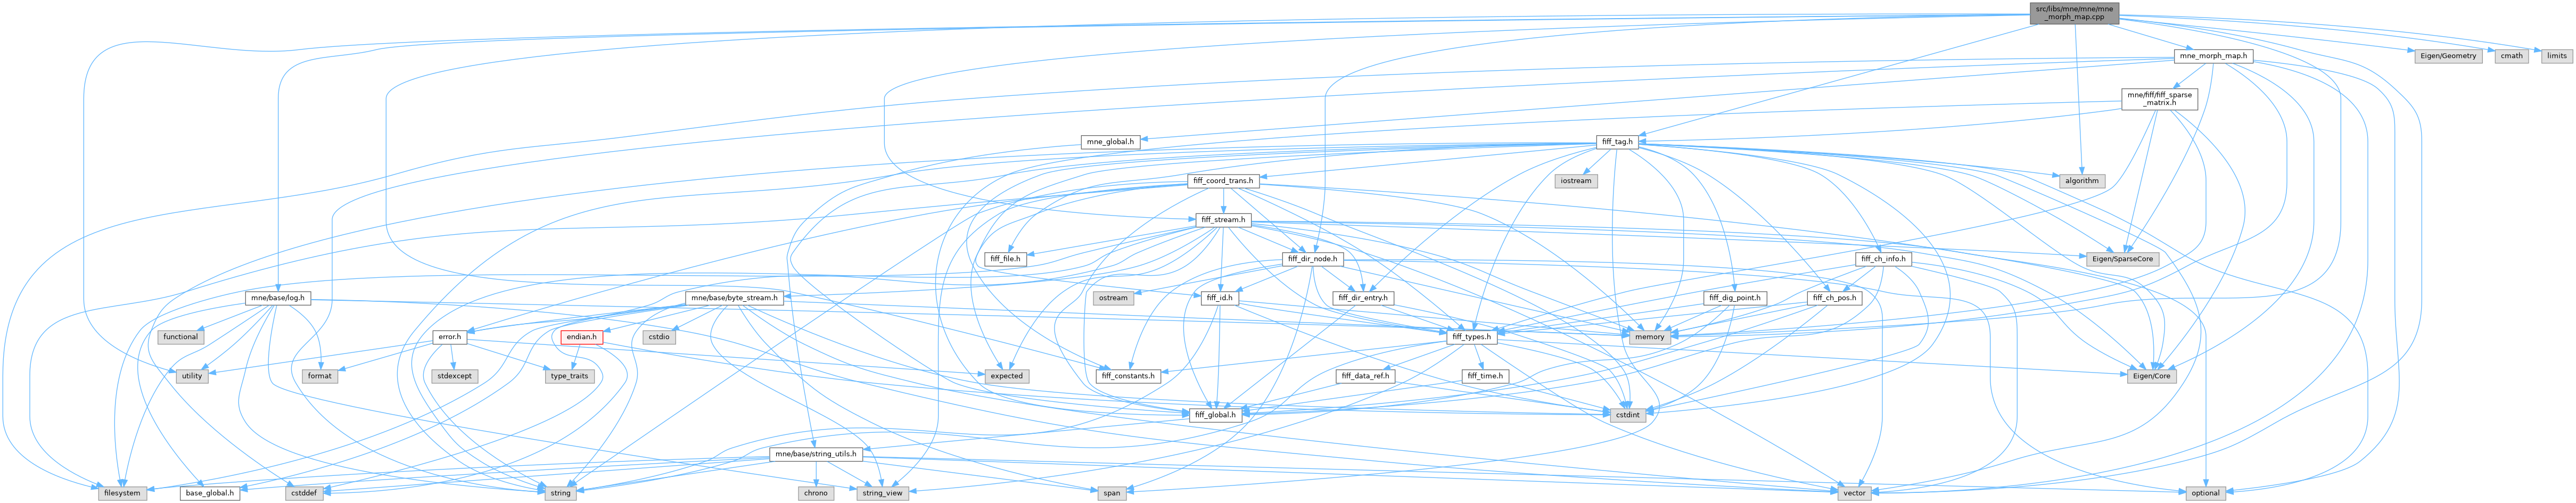 src/libs/mne/mne/mne
_morph_map.cpp
mne_morph_map.h
Eigen/Geometry
cmath
limits
mne/fiff/fiff_sparse
_matrix.h
mne_global.h
fiff_tag.h
fiff_coord_trans.h
iostream
algorithm
fiff_stream.h
fiff_file.h
fiff_dir_node.h
Eigen/SparseCore
fiff_ch_info.h
mne/base/log.h
mne/base/byte_stream.h
ostream
fiff_id.h
fiff_dir_entry.h
fiff_dig_point.h
fiff_ch_pos.h
functional
error.h
endian.h
cstdio
fiff_types.h
memory
utility
format
stdexcept
type_traits
expected
fiff_constants.h
fiff_data_ref.h
fiff_time.h
Eigen/Core
fiff_global.h
cstdint
mne/base/string_utils.h
filesystem
base_global.h
cstddef
string
chrono
string_view
span
vector
optional